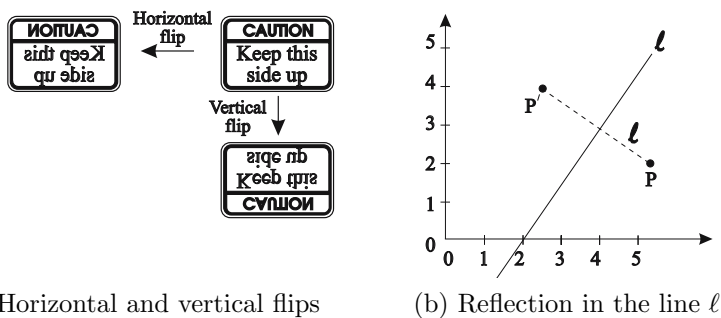 CAUTION
Keep this
side up
Horizontal
flip
CAUTION
Keep this
side up
Vertical
flip
side up
Keep this
CAUTION
Horizontal and vertical flips
5
4
3
2
1
0
0 1 2 3 4 5
ℓ
P'
ℓ
P
(b) Reflection in the line ℓ